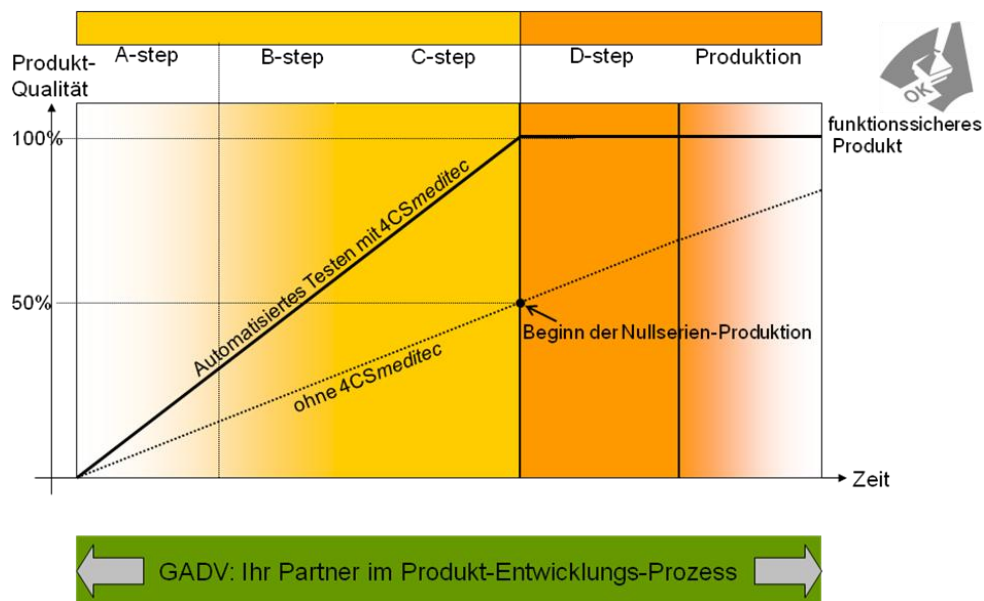 Produkt-
Qualität
A-step
B-step
C-step
D-step
Produktion
OK
funktionssicheres
Produkt
100%
50%
Automatisiertes Testen mit 4CSmeditec
ohne 4CSmeditec
Beginn der Nullserien-Produktion
Zeit
GADV: Ihr Partner im Produkt-Entwicklungs-Prozess